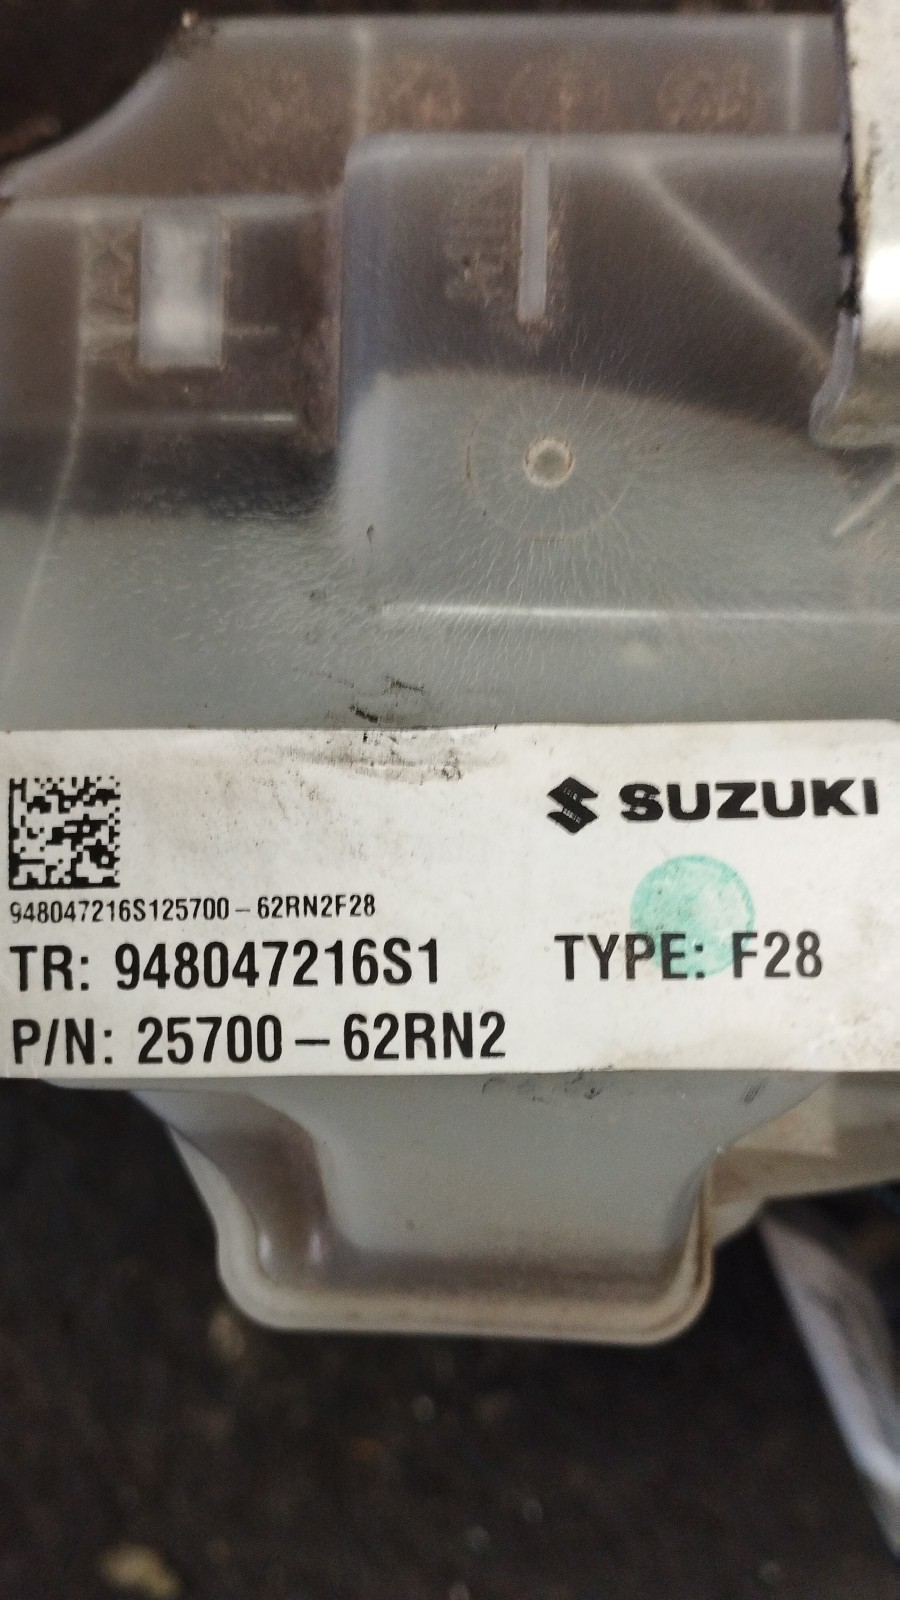 SUZUKI
948047216S125700-62RN2F28
TR: 948047216S1 TYPE: F28
P/N: 25700-62RN2